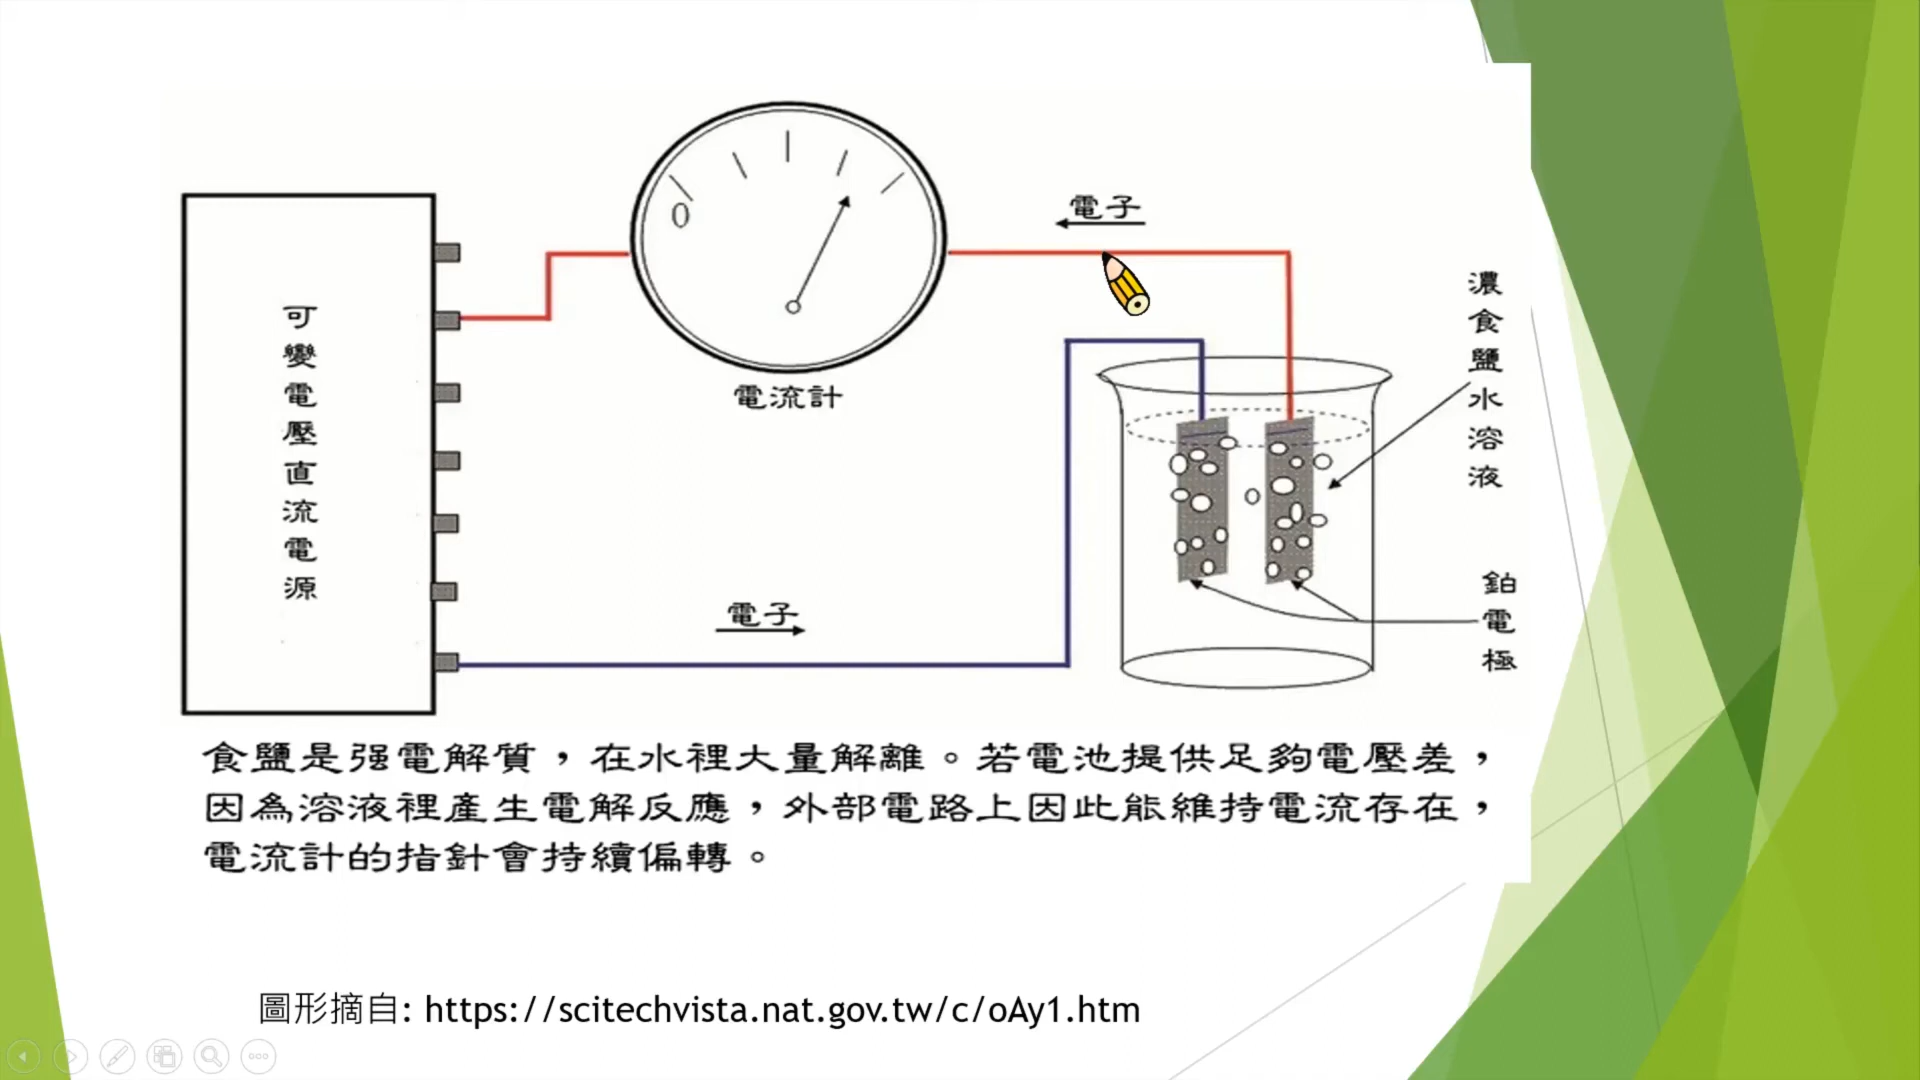 0
電子
可變電壓直流電源
電流計
濃食鹽水溶液
鉑電極
電子
食鹽是强電解質，在水裡大量解離。若電池提供足夠電壓差，
因為溶液裡產生電解反應，外部電路上因此能維持電流存在，
電流計的指針會持續偏轉。
圖形摘自: https://scitechvista.nat.gov.tw/c/oAy1.htm